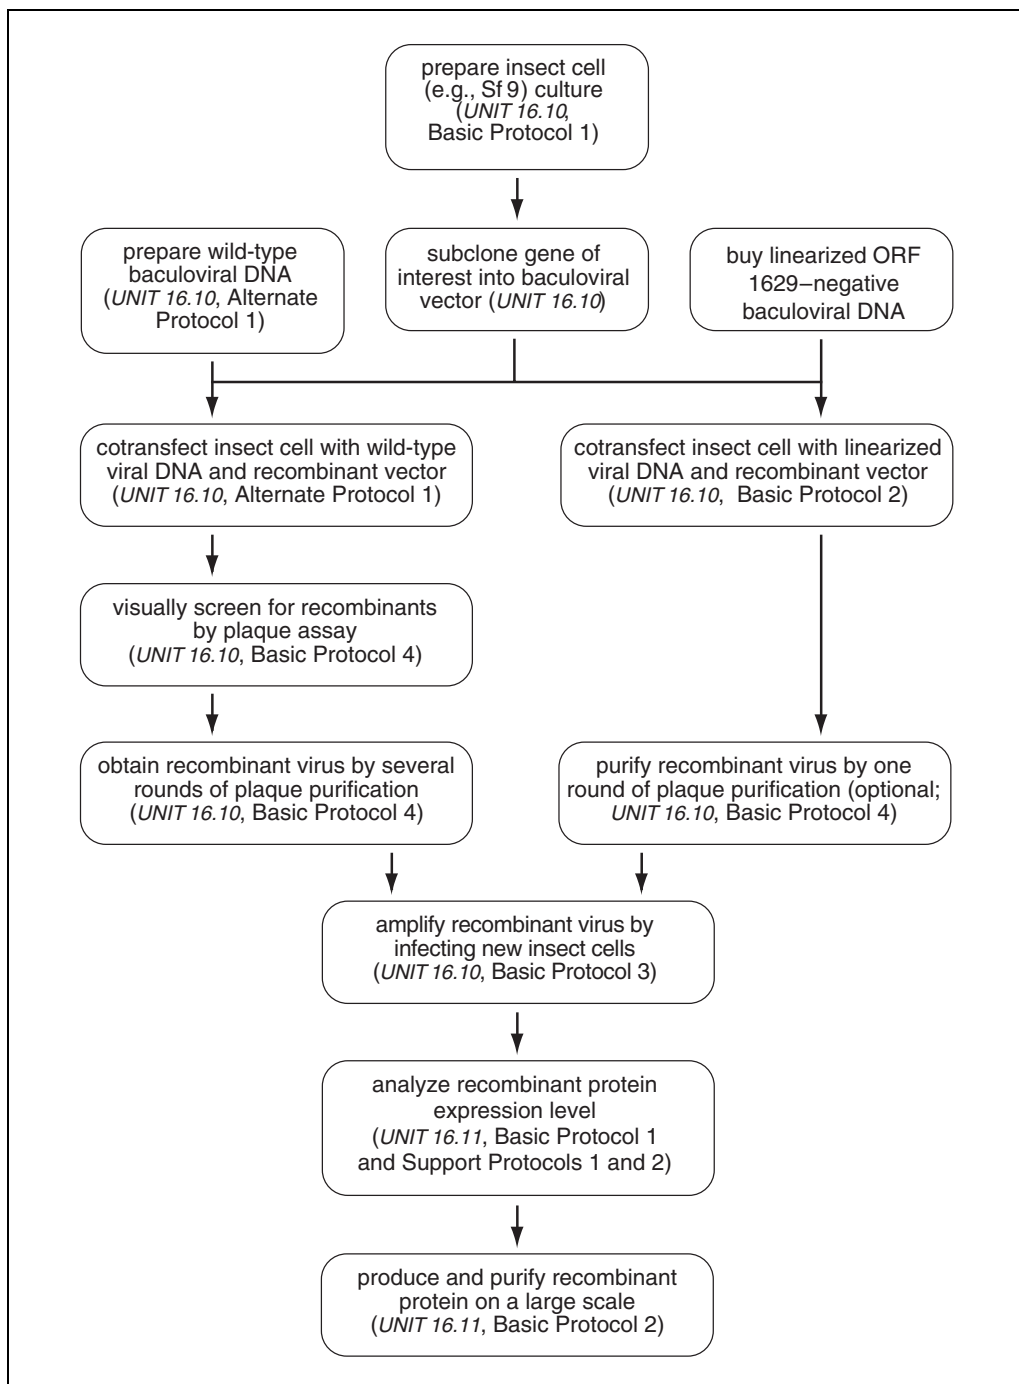 prepare insect cell
(e.g., Sf 9) culture
(UNIT 16.10,
Basic Protocol 1)
prepare wild-type
baculoviral DNA
(UNIT 16.10, Alternate
Protocol 1)
subclone gene of
interest into baculoviral
vector (UNIT 16.10)
buy linearized ORF
1629–negative
baculoviral DNA
cotransfect insect cell with wild-type
viral DNA and recombinant vector
(UNIT 16.10, Alternate Protocol 1)
cotransfect insect cell with linearized
viral DNA and recombinant vector
(UNIT 16.10, Basic Protocol 2)
visually screen for recombinants
by plaque assay
(UNIT 16.10, Basic Protocol 4)
obtain recombinant virus by several
rounds of plaque purification
(UNIT 16.10, Basic Protocol 4)
purify recombinant virus by one
round of plaque purification (optional;
UNIT 16.10, Basic Protocol 4)
amplify recombinant virus by
infecting new insect cells
(UNIT 16.10, Basic Protocol 3)
analyze recombinant protein
expression level
(UNIT 16.11, Basic Protocol 1
and Support Protocols 1 and 2)
produce and purify recombinant
protein on a large scale
(UNIT 16.11, Basic Protocol 2)